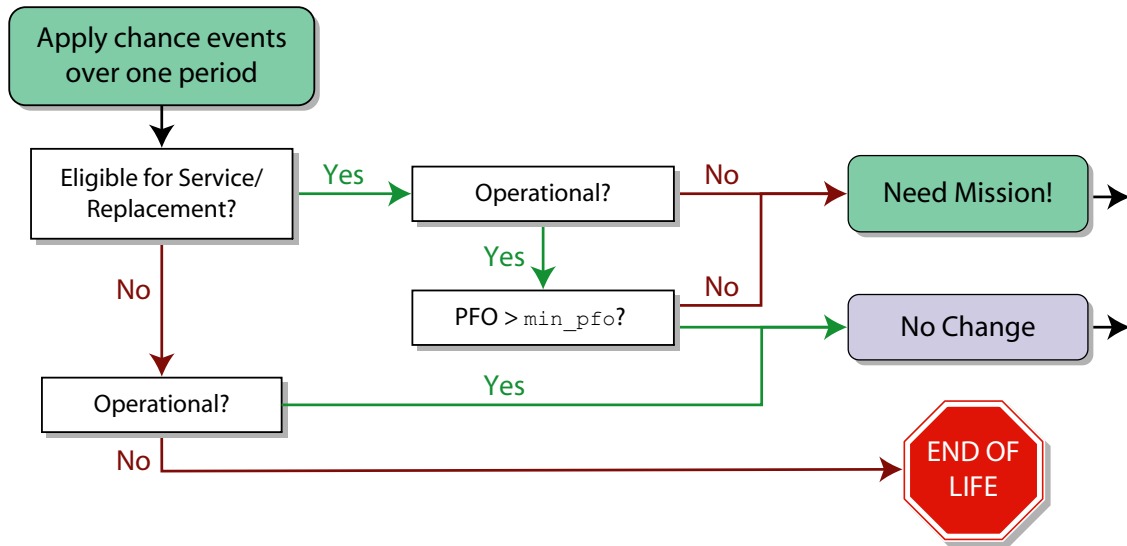 Apply chance events
over one period
Eligible for Service/
Replacement?
Yes
Operational?
No
Need Mission!
Yes
No
PFO > min_pfo?
No
No Change
Operational?
Yes
No
END OF
LIFE